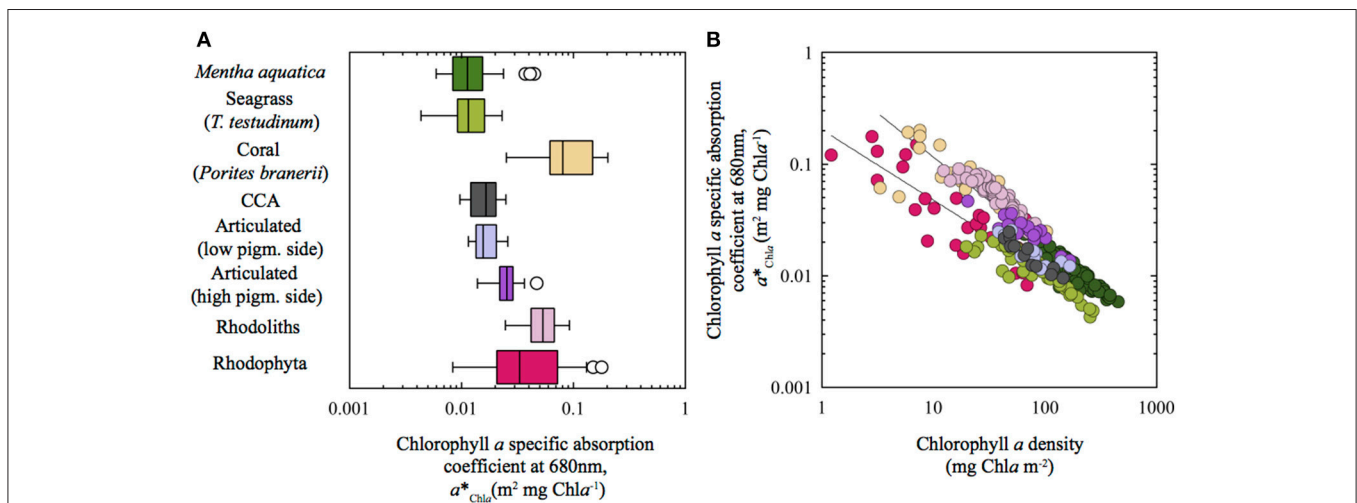 A
Mentha aquatica
Seagrass
(T. testudinum)
Coral
(Porites branerii)
CCA
Articulated
(low pigm. side)
Articulated
(high pigm. side)
Rhodoliths
Rhodophyta
0.001 0.01 0.1 1
Chlorophyll a specific absorption
coefficient at 680nm,
a*Chla(m² mg Chla⁻¹)
B
Chlorophyll a specific absorption
coefficient at 680nm,
a*Chla(m² mg Chla⁻¹)
1
0.1
0.01
0.001
1 10 100 1000
Chlorophyll a density
(mg Chla m⁻²)